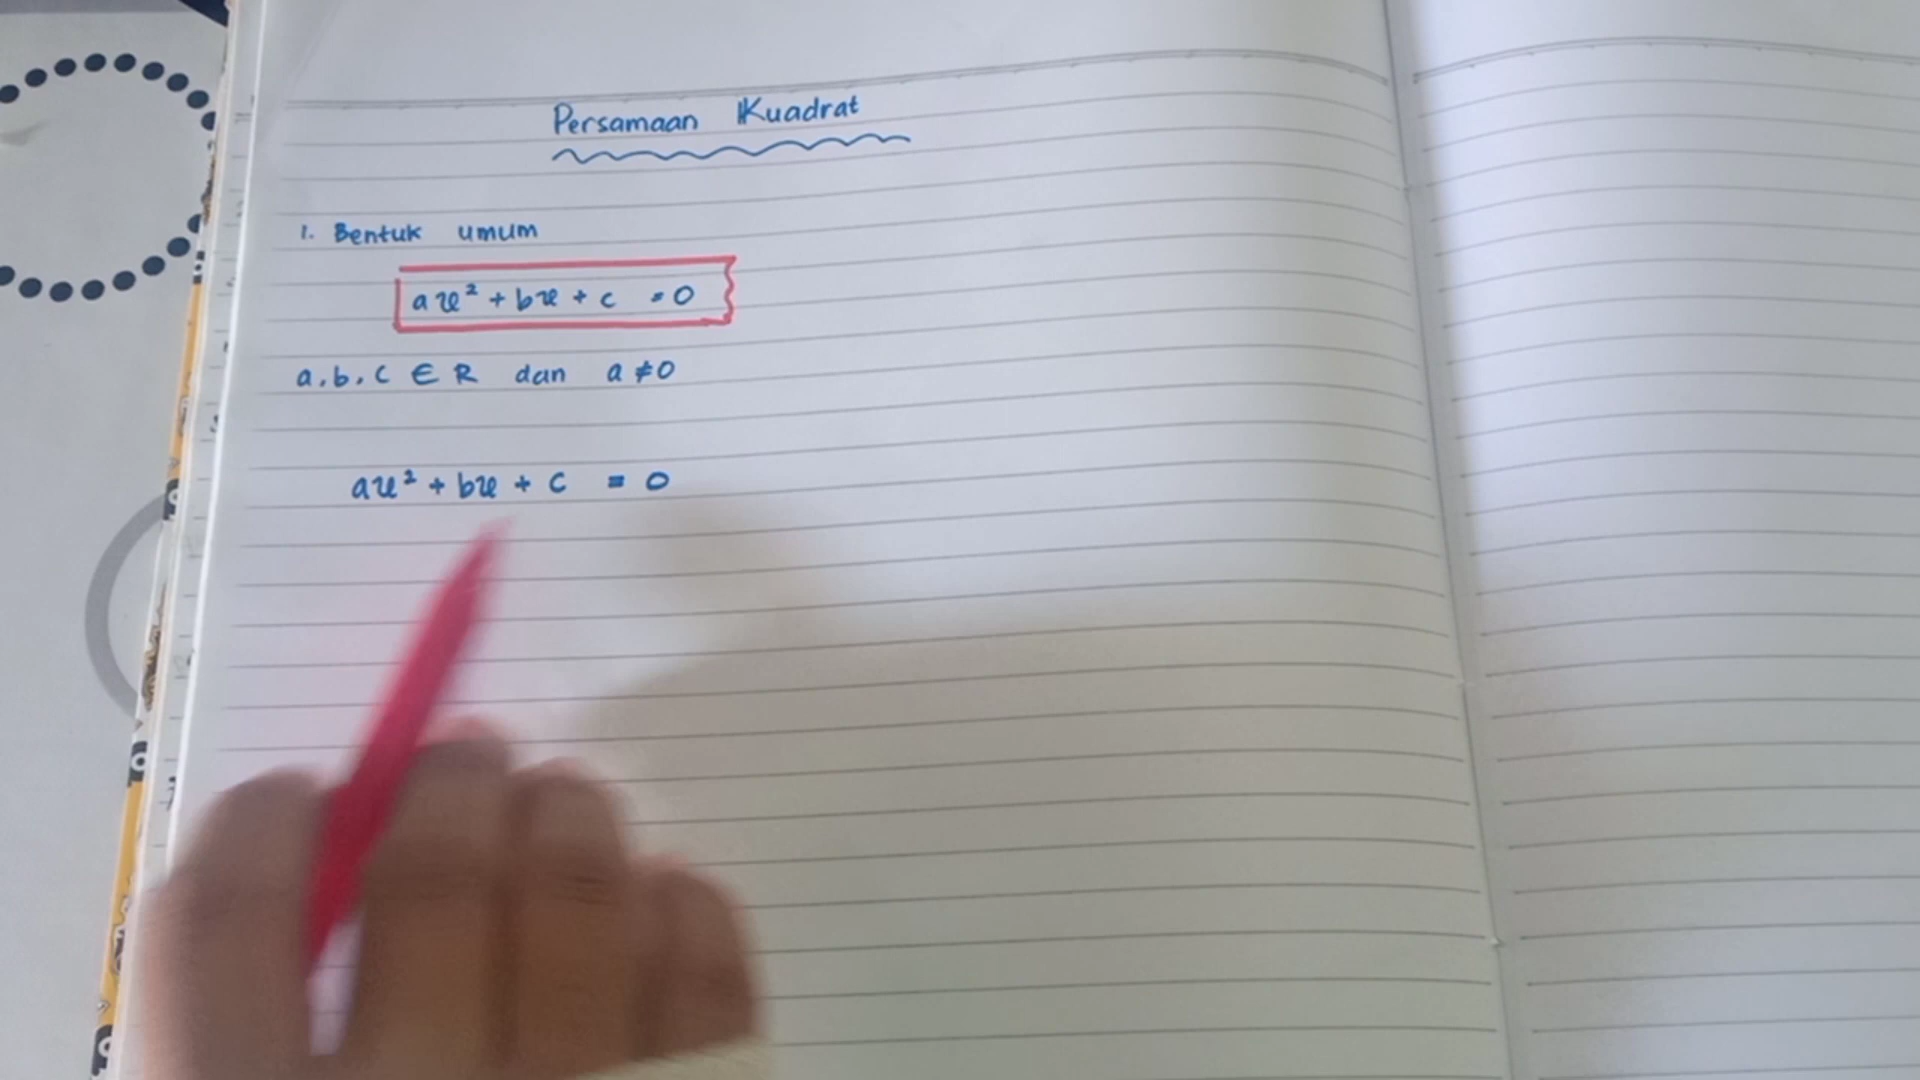 Persamaan Kuadrat
1. Bentuk umum
ax² + bx + c = 0
a, b, c ∈ R dan a ≠ 0
ax² + bx + c = 0